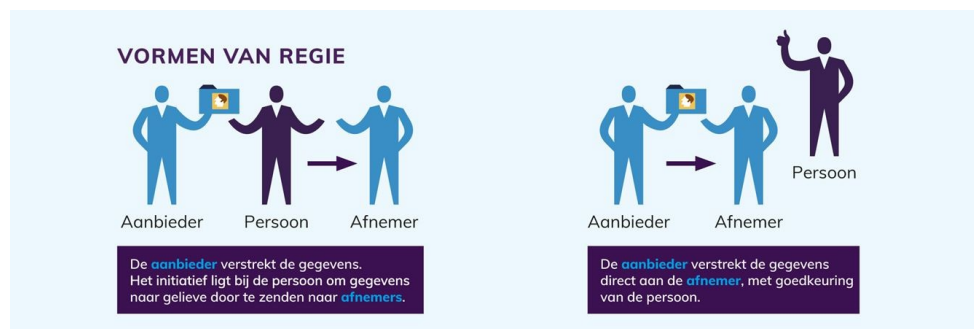 VORMEN VAN REGIE
Aanbieder
Persoon
Afnemer
De aanbieder verstrekt de gegevens.
Het initiatief ligt bij de persoon om gegevens
naar gelieve door te zenden naar afnemers.
Persoon
Aanbieder
Afnemer
De aanbieder verstrekt de gegevens
direct aan de afnemer, met goedkeuring
van de persoon.